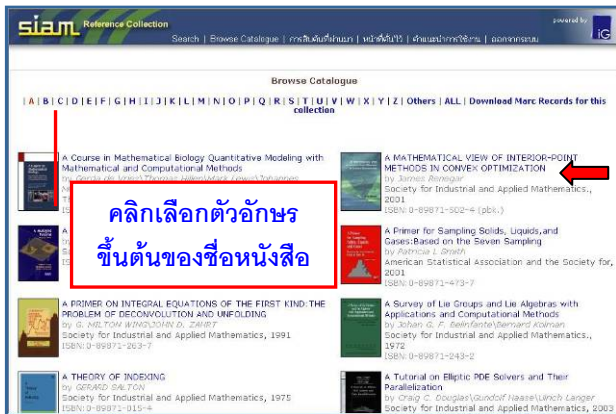 siam Reference Collection
powered by
iG
Search | Browse Catalogue | การสืบค้นที่ผ่านมา | หน้าที่เก็บไว้ | คำแนะนำการใช้งาน | ออกจากระบบ
Browse Catalogue
| A | B | C | D | E | F | G | H | I | J | K | L | M | N | O | P | Q | R | S | T | U | V | W | X | Y | Z | Others | ALL | Download Marc Records for this
collection
A Course in Mathematical Biology Quantitative Modeling with
Mathematical and Computational Methods
คลิกเลือกตัวอักษร
ขึ้นต้นของชื่อหนังสือ
A PRIMER ON INTEGRAL EQUATIONS OF THE FIRST KIND:THE
PROBLEM OF DECONVOLUTION AND UNFOLDING
by G. MILTON WING\JOHN D. ZAHRT
Society for Industrial and Applied Mathematics, 1991
ISBN:0-89871-263-7
A THEORY OF INDEXING
by GERARD SALTON
Society for Industrial and Applied Mathematics, 1975
ISBN:0-89871-015-4
A MATHEMATICAL VIEW OF INTERIOR-POINT
METHODS IN CONVEX OPTIMIZATION
by James Renegar
Society for Industrial and Applied Mathematics.,
2001
ISBN:0-89871-502-4 (pbk.)
A Primer for Sampling Solids, Liquids,and
Gases:Based on the Seven Sampling
by Patricia L Smith
American Statistical Association and the Society for,
2001
ISBN:0-89871-473-7
A Survey of Lie Groups and Lie Algebras with
Applications and Computational Methods
by Johan G. F. Belinfante\Bernard Kolman
Society for Industrial and Applied Mathematics.,
1972
ISBN:0-89871-243-2
A Tutorial on Elliptic PDE Solvers and Their
Parallelization
by Craig C. Douglas\Gundolf Haase\Ulrich Langer
Society for Industrial and Applied Mathematics, 2003